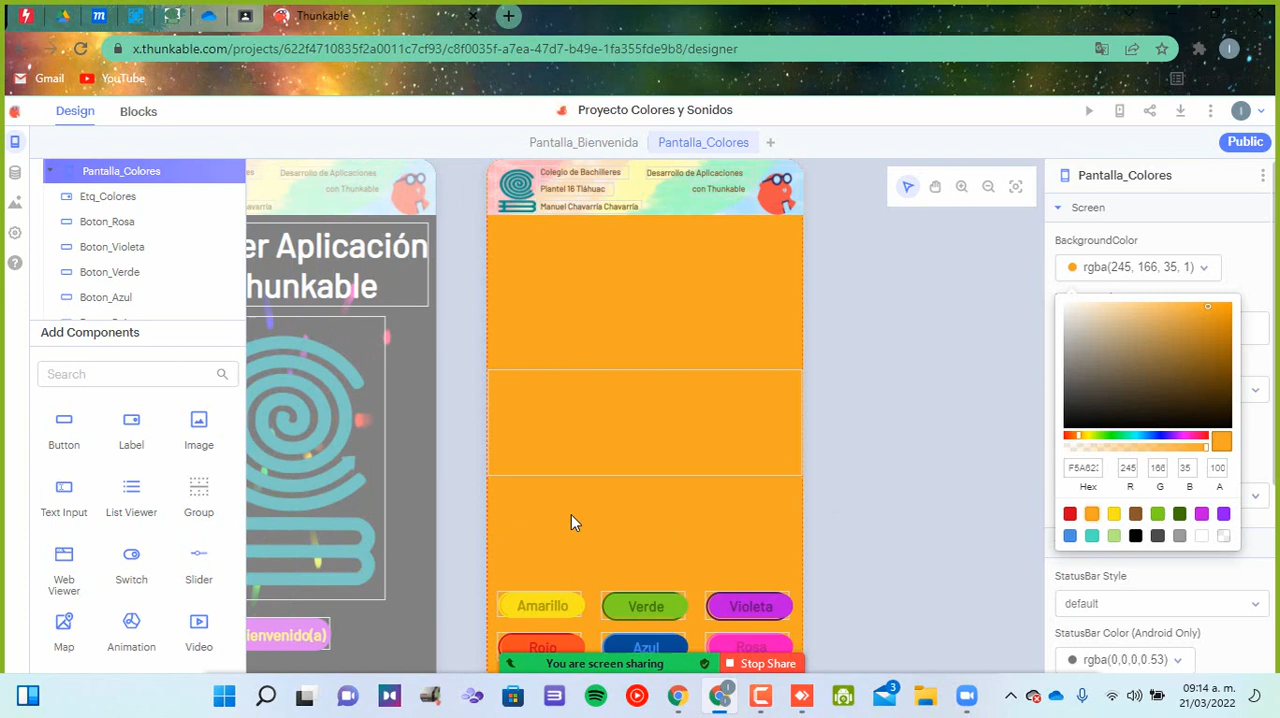 Thunkable
x.thunkable.com/projects/622f4710835f2a0011c7cf93/c8f0035f-a7ea-47d7-b49e-1fa355fde9b8/designer
Gmail
YouTube
Design
Blocks
Proyecto Colores y Sonidos
Pantalla_Bienvenida
Pantalla_Colores
Public
Pantalla_Colores
Etq_Colores
Boton_Rosa
Boton_Violeta
Boton_Verde
Boton_Azul
Add Components
Search
Button
Label
Image
Text Input
List Viewer
Group
Web
Viewer
Switch
Slider
Map
Animation
Video
Desarrollo de Aplicaciones
con Thunkable
er Aplicación
hunkable
ienvenido(a)
Colegio de Bachilleres
Plantel 16 Tláhuac
Manuel Chavarría Chavarría
Desarrollo de Aplicaciones
con Thunkable
Amarillo
Verde
Violeta
Rojo
Azul
Rosa
You are screen sharing
Stop Share
Pantalla_Colores
Screen
BackgroundColor
rgba(245, 166, 35, 1)
F5A623
245
166
35
100
Hex
R
G
B
A
StatusBar Style
default
StatusBar Color (Android Only)
rgba(0,0,0,0.53)
3
09:14 a. m.
21/03/2022